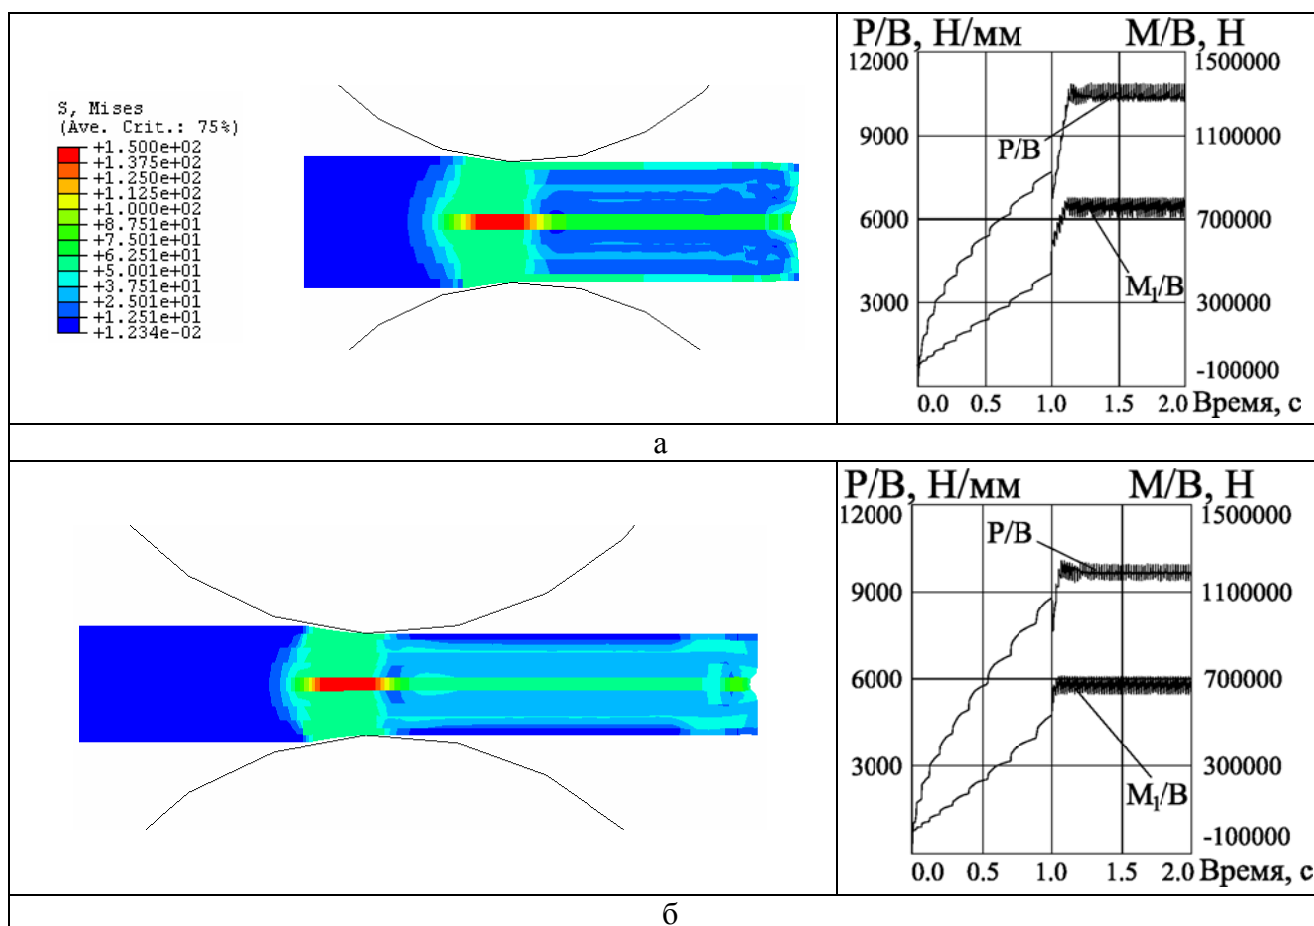 S, Mises
(Ave. Crit.: 75%)
+1.500e+02
+1.375e+02
+1.250e+02
+1.125e+02
+1.000e+02
+8.751e+01
+7.501e+01
+6.251e+01
+5.001e+01
+3.751e+01
+2.501e+01
+1.251e+01
+1.234e-02
P/B, Н/мм M/B, Н
12000 1500000
9000 1100000
P/B
6000 700000
M1/B
3000 300000
-100000
0.0 0.5 1.0 1.5 2.0 Время, с
а
P/B, Н/мм M/B, Н
12000 1500000
P/B
9000 1100000
6000 700000
3000 300000
M1/B
-100000
0.0 0.5 1.0 1.5 2.0 Время, с
б